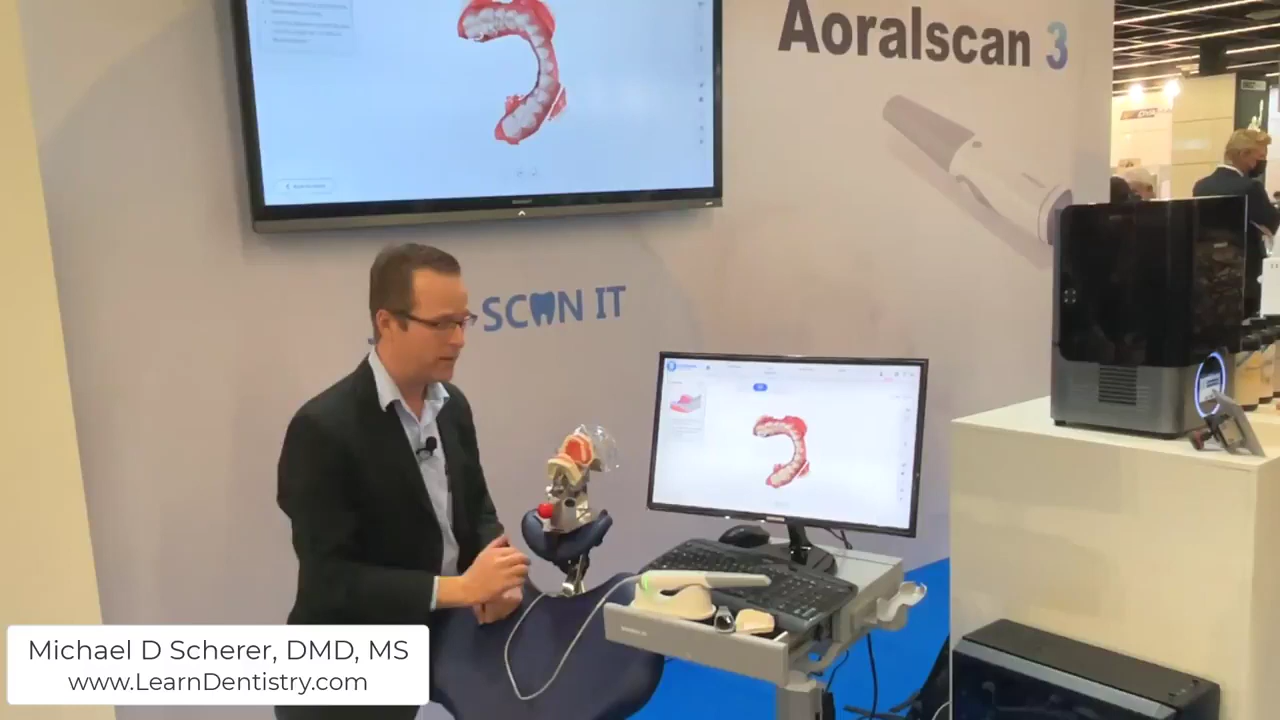 Aoralscan 3
SCAN IT
Michael D Scherer, DMD, MS
www.LearnDentistry.com